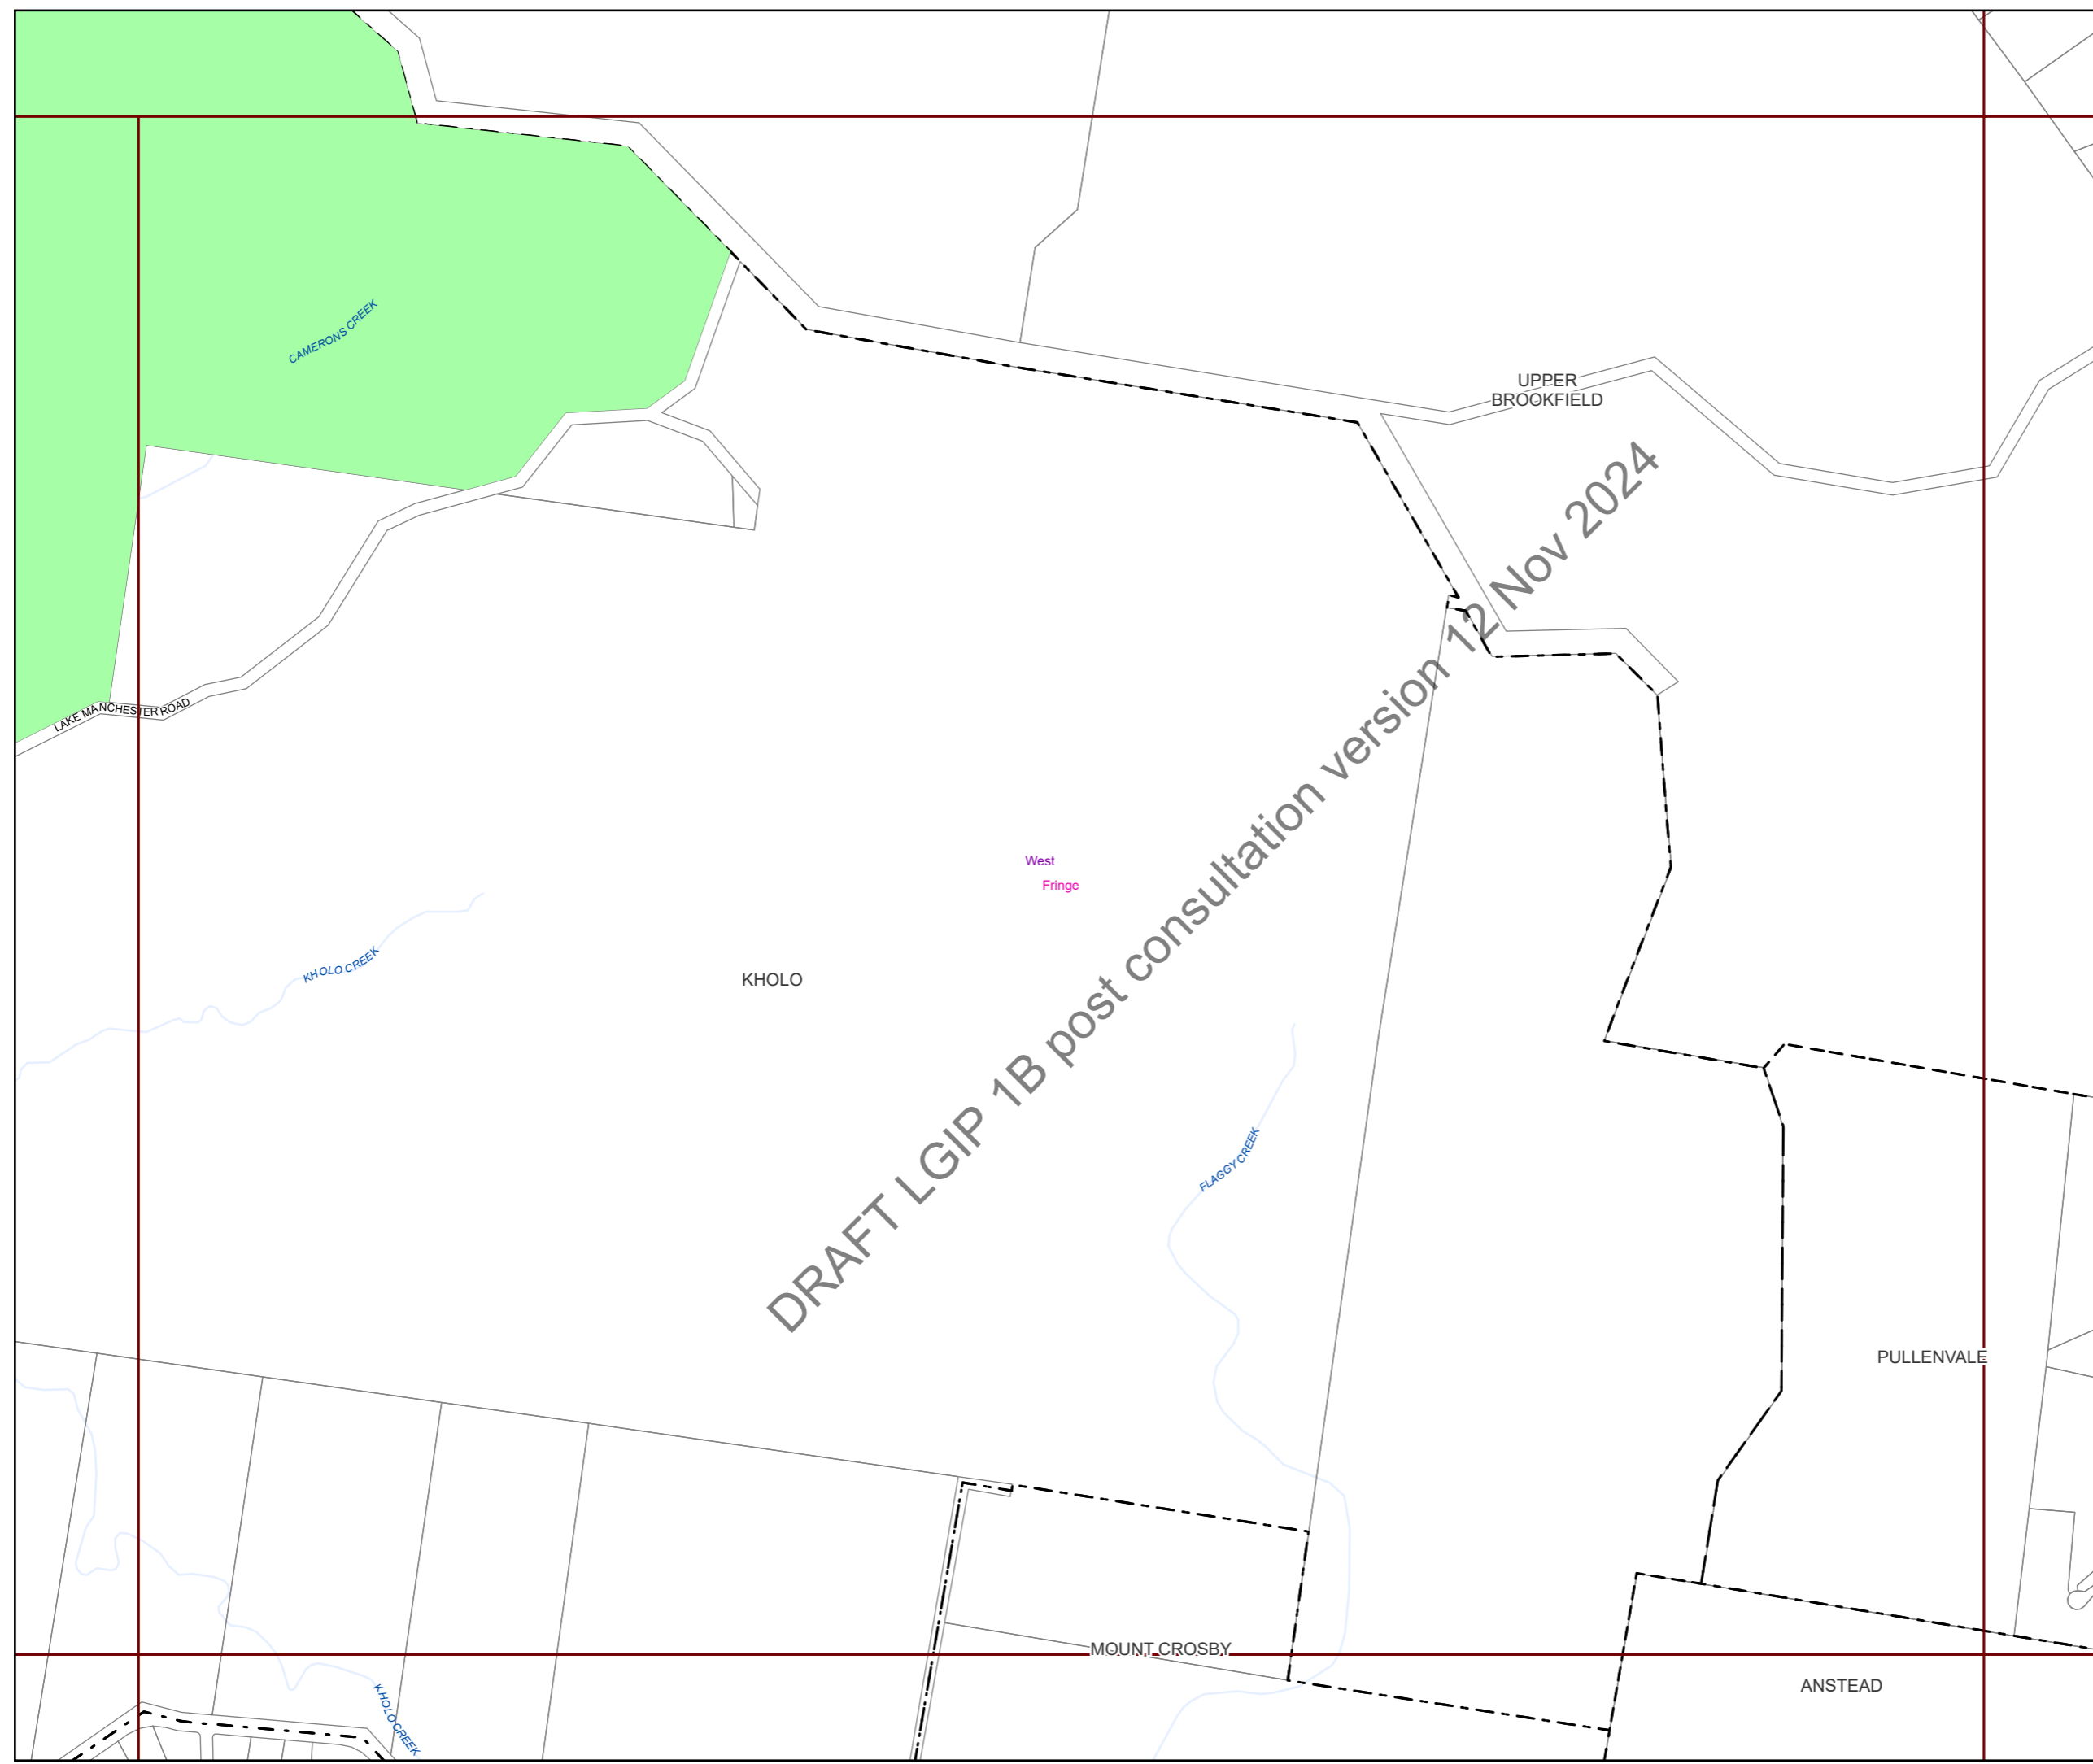 CAMERONS CREEK
UPPER
BROOKFIELD
LAKE MANCHESTER ROAD
DRAFT LGIP 1B post consultation version 12 Nov 2024
West
Fringe
KHOLO CREEK
KHOLO
FLAGGY CREEK
PULLENVALE
MOUNT CROSBY
ANSTEAD
KHOLO CREEK